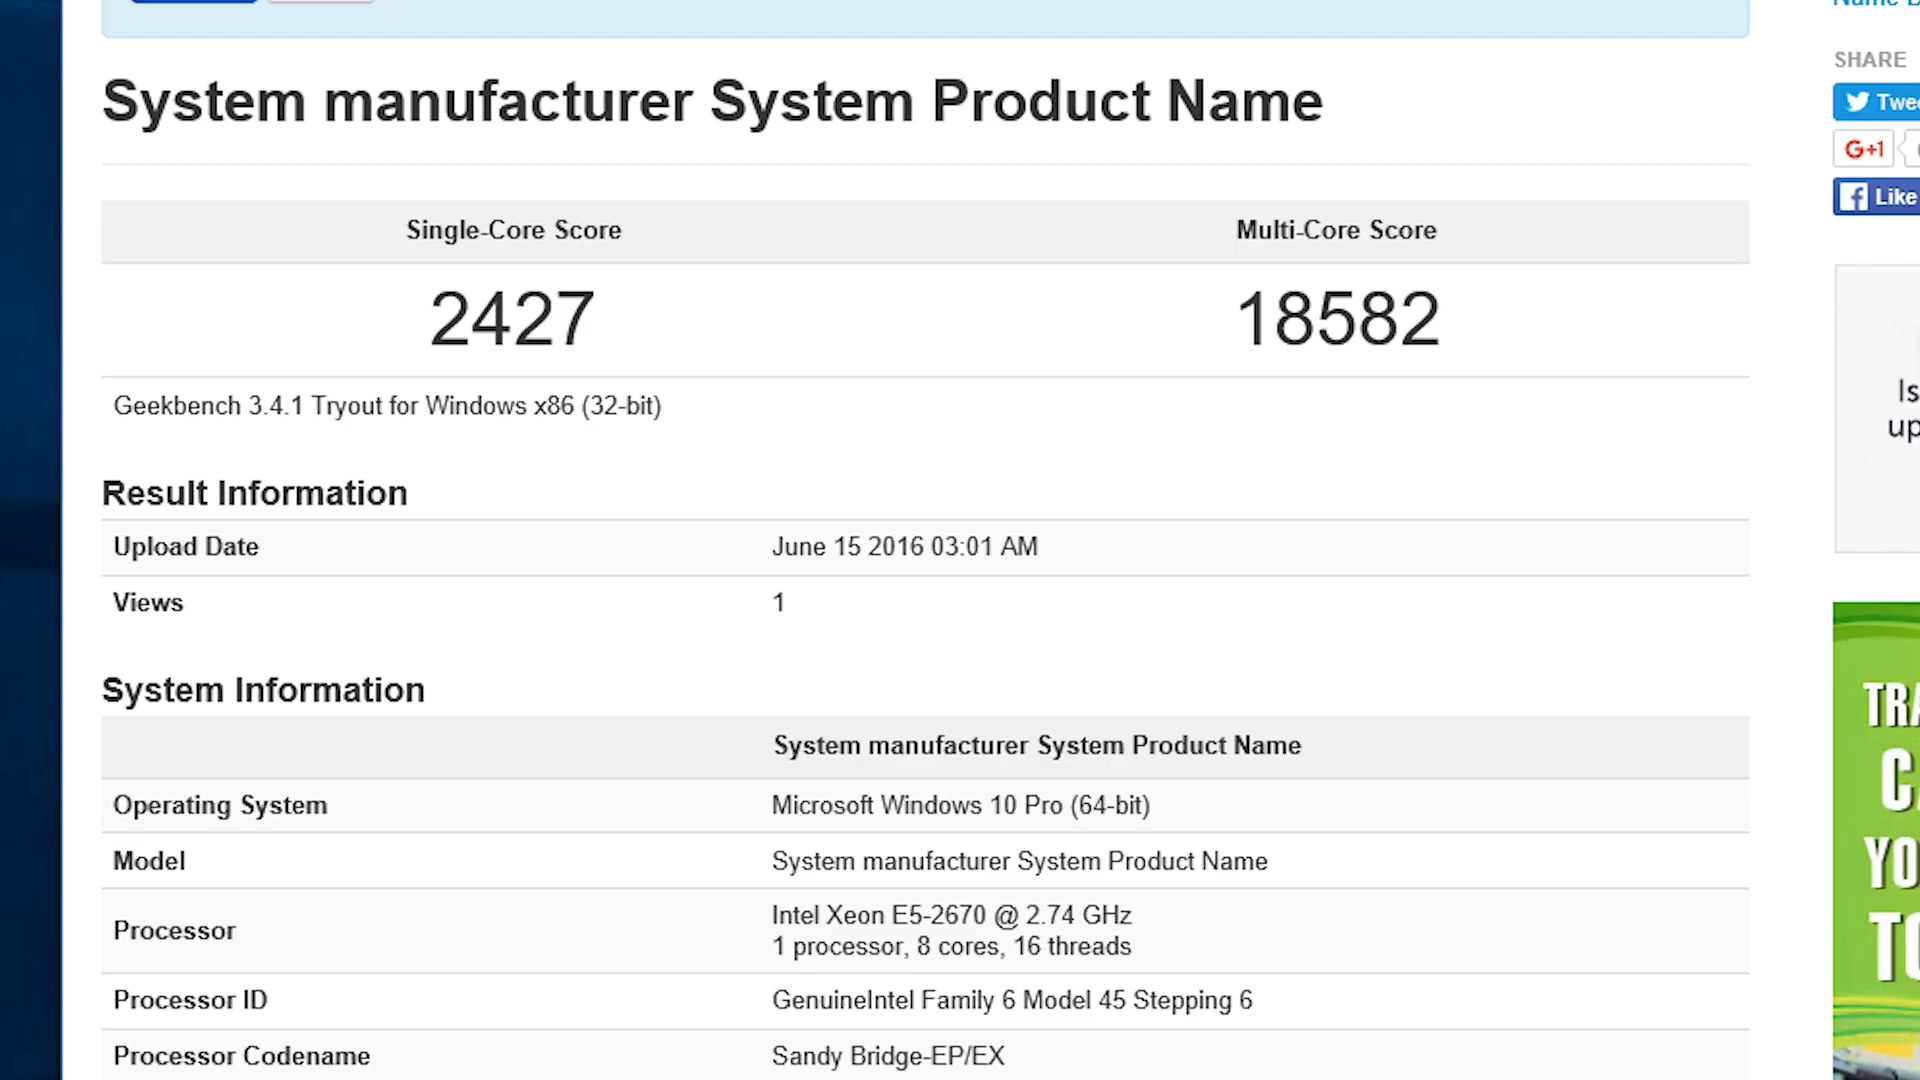 System manufacturer System Product Name
SHARE
G+1
Like
Single-Core Score
Multi-Core Score
2427
18582
Geekbench 3.4.1 Tryout for Windows x86 (32-bit)
Result Information
Upload Date
June 15 2016 03:01 AM
Views
1
System Information
System manufacturer System Product Name
Operating System
Microsoft Windows 10 Pro (64-bit)
Model
System manufacturer System Product Name
Processor
Intel Xeon E5-2670 @ 2.74 GHz
1 processor, 8 cores, 16 threads
Processor ID
GenuineIntel Family 6 Model 45 Stepping 6
Processor Codename
Sandy Bridge-EP/EX